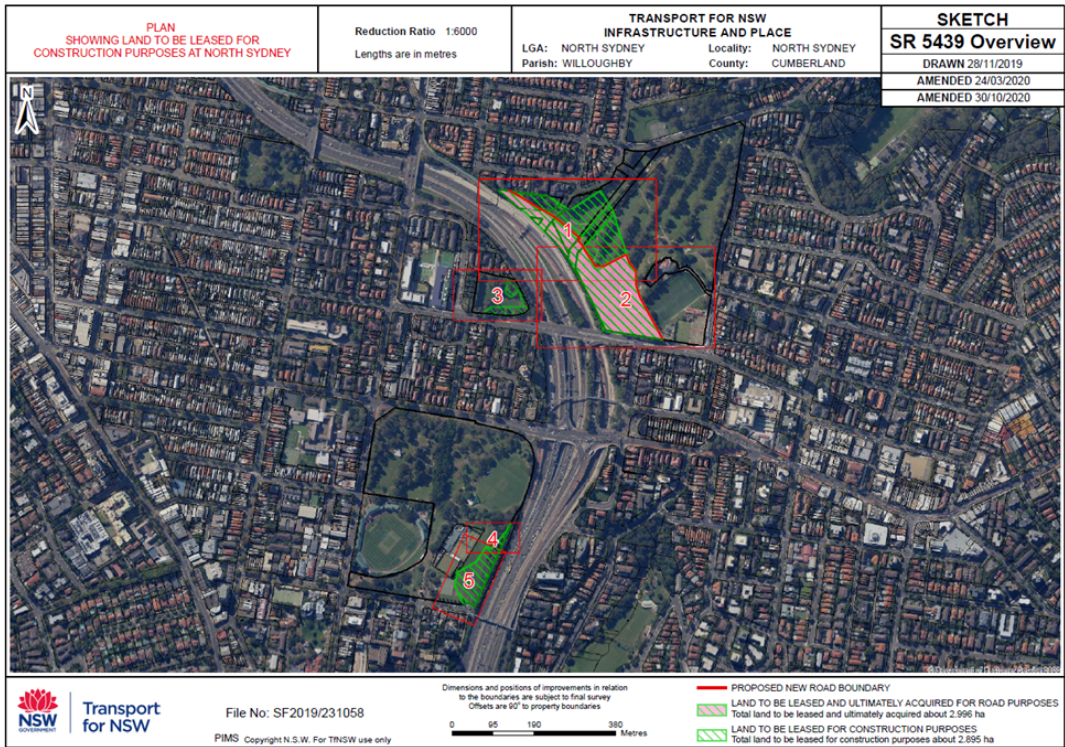 PLAN
SHOWING LAND TO BE LEASED FOR
CONSTRUCTION PURPOSES AT NORTH SYDNEY
Reduction Ratio 1:6000
Lengths are in metres
TRANSPORT FOR NSW
INFRASTRUCTURE AND PLACE
LGA: NORTH SYDNEY Locality: NORTH SYDNEY
Parish: WILLOUGHBY County: CUMBERLAND
SKETCH
SR 5439 Overview
DRAWN 28/11/2019
AMENDED 24/03/2020
AMENDED 30/10/2020
N
1
2
3
4
5
NSW
GOVERNMENT
Transport
for NSW
File No: SF2019/231058
PIMS Copyright N.S.W. For TfNSW use only
Dimensions and positions of improvements in relation
to the boundaries are subject to final survey
Offsets are 90° to property boundaries
0 95 190 380
Metres
PROPOSED NEW ROAD BOUNDARY
LAND TO BE LEASED AND ULTIMATELY ACQUIRED FOR ROAD PURPOSES
Total land to be leased and ultimately acquired about 2.996 ha
LAND TO BE LEASED FOR CONSTRUCTION PURPOSES
Total land to be leased for construction purposes about 2.895 ha